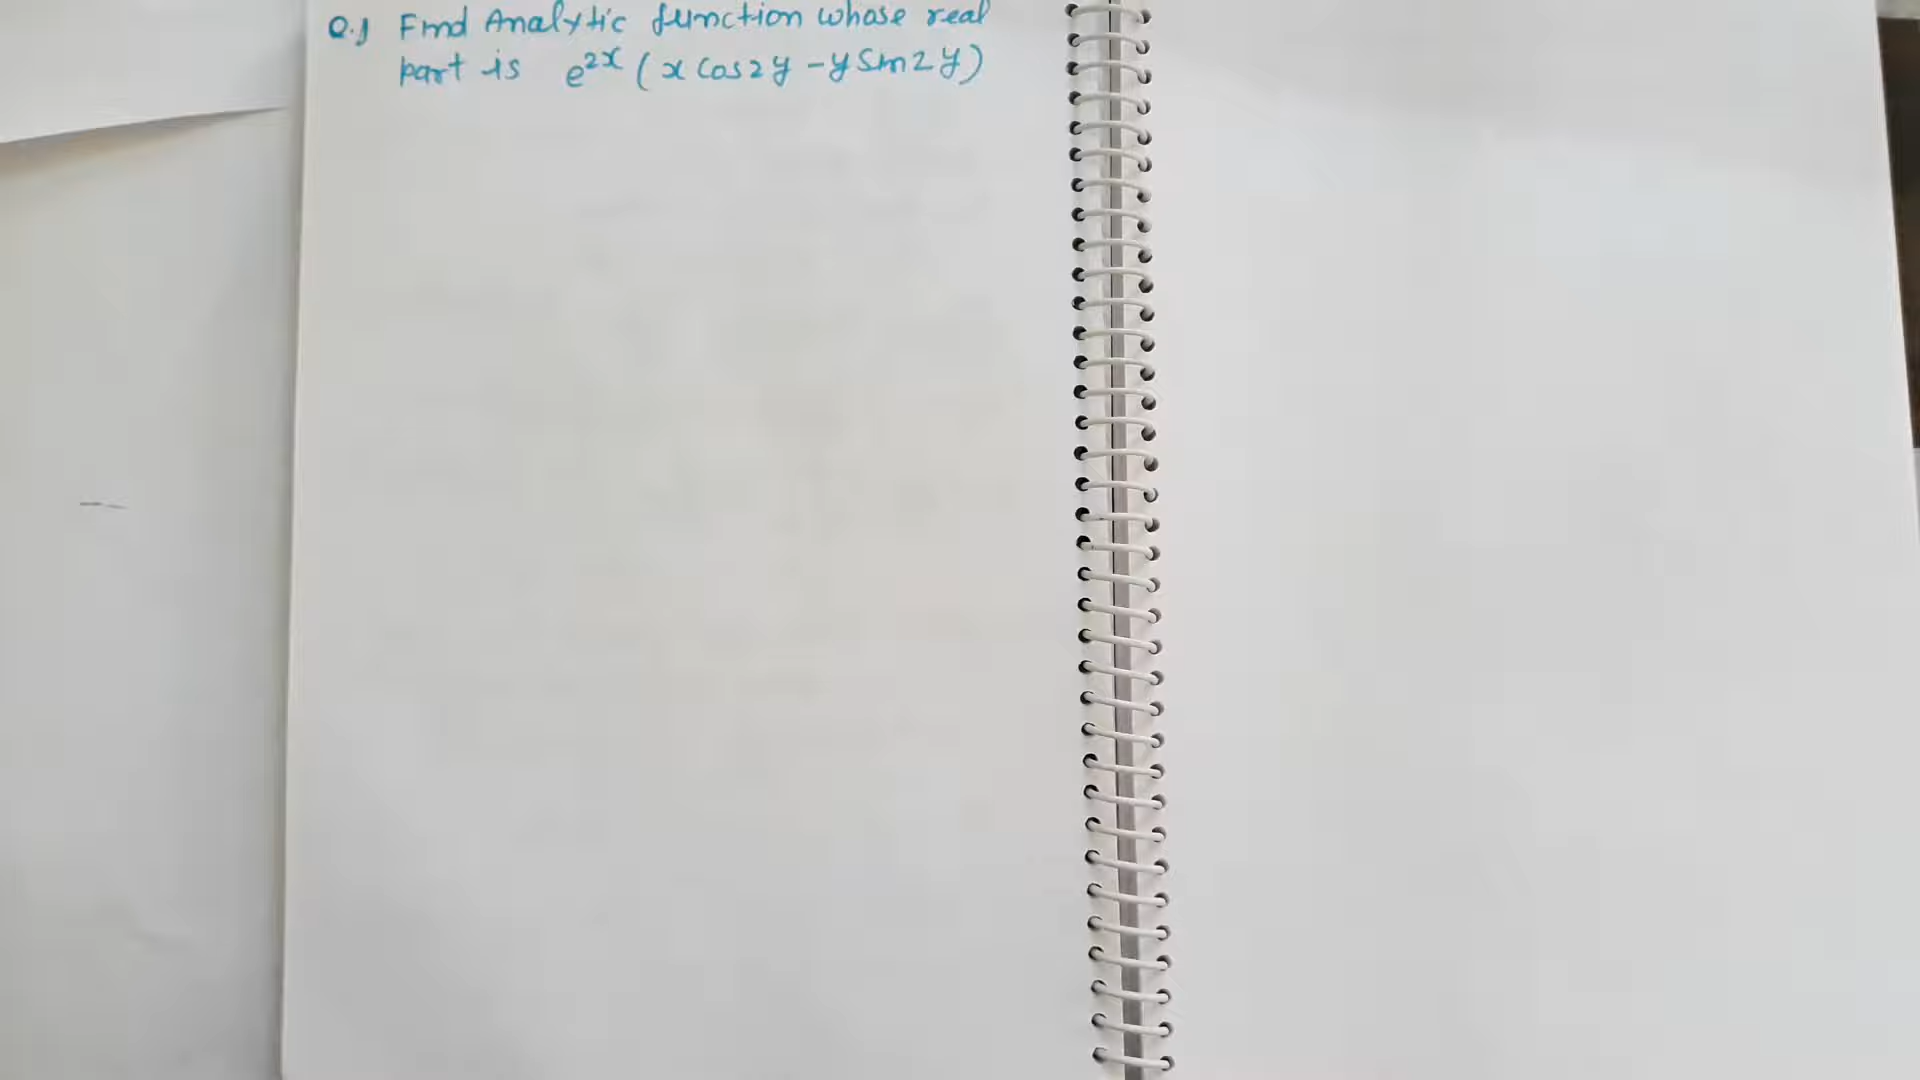 Q.1 Find Analytic function whose real
part is e^{2x} (x Cos2y - y Sin2y)